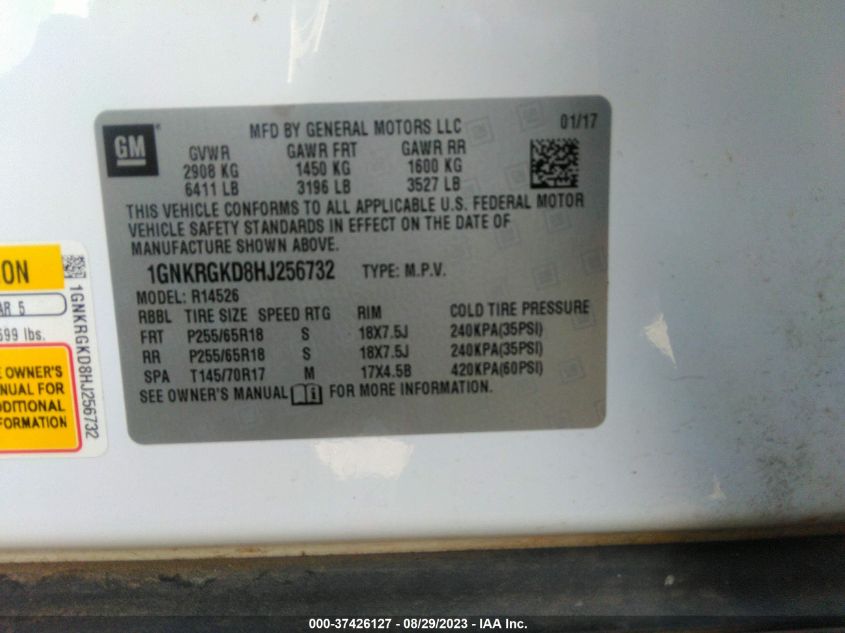 GM
MFD BY GENERAL MOTORS LLC 01/17
GVWR GAWR FRT GAWR RR
2908 KG 1450 KG 1600 KG
6411 LB 3196 LB 3527 LB
THIS VEHICLE CONFORMS TO ALL APPLICABLE U.S. FEDERAL MOTOR
VEHICLE SAFETY STANDARDS IN EFFECT ON THE DATE OF
MANUFACTURE SHOWN ABOVE.
1GNKRGKD8HJ256732 TYPE: M.P.V.
MODEL: R14526
RBBL TIRE SIZE SPEED RTG RIM COLD TIRE PRESSURE
FRT P255/65R18 S 18X7.5J 240KPA(35PSI)
RR P255/65R18 S 18X7.5J 240KPA(35PSI)
SPA T145/70R17 M 17X4.5B 420KPA(60PSI)
SEE OWNER'S MANUAL i FOR MORE INFORMATION.
ON
AR 5
699 lbs.
E OWNER'S
ANUAL FOR
DDITIONAL
FORMATION
1GNKRGKD8HJ256732
000-37426127 - 08/29/2023 - IAA Inc.